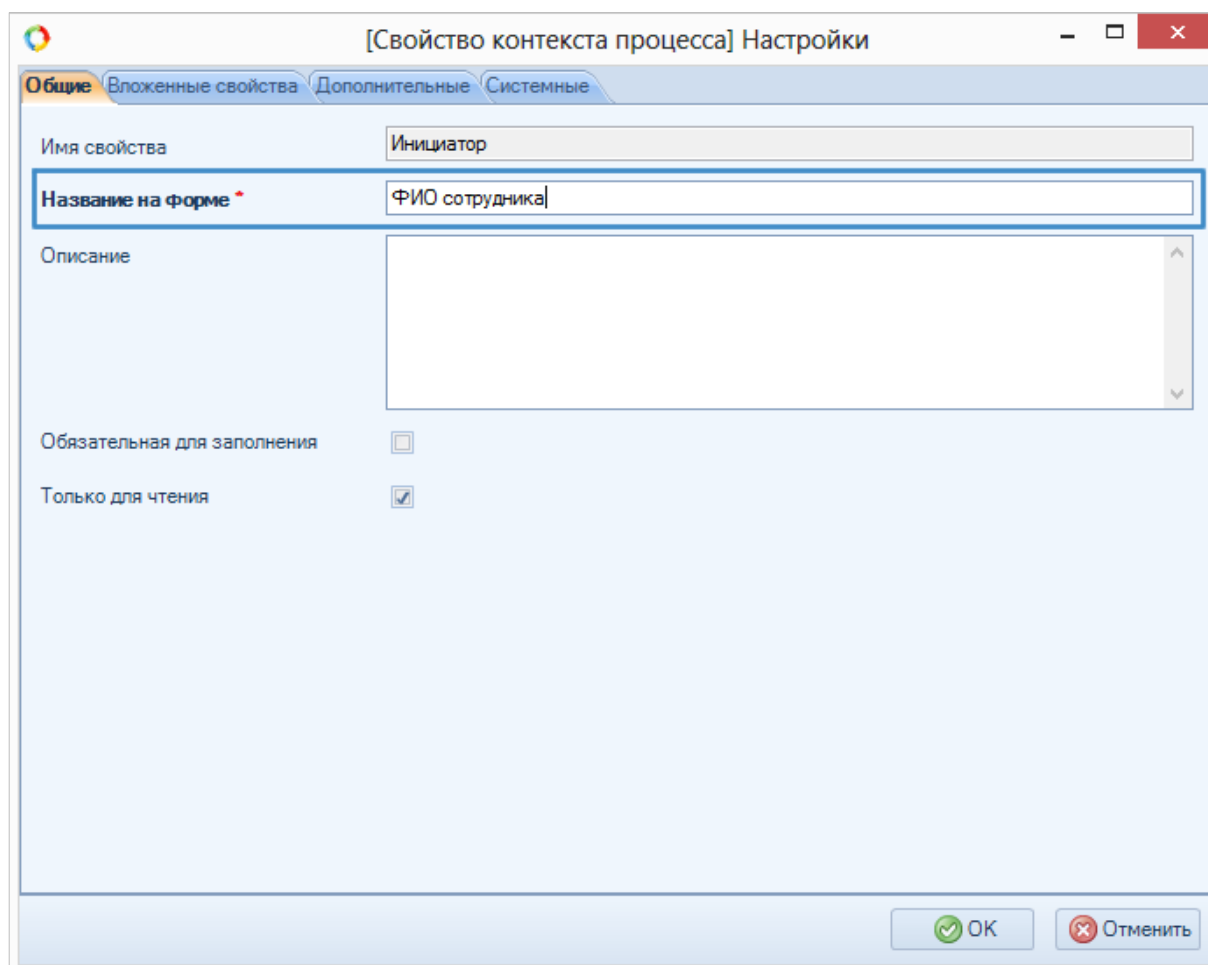 [Свойство контекста процесса] Настройки
Общие Вложенные свойства Дополнительные Системные
Имя свойства Инициатор
Название на форме * ФИО сотрудника
Описание
Обязательная для заполнения
Только для чтения
OK Отменить